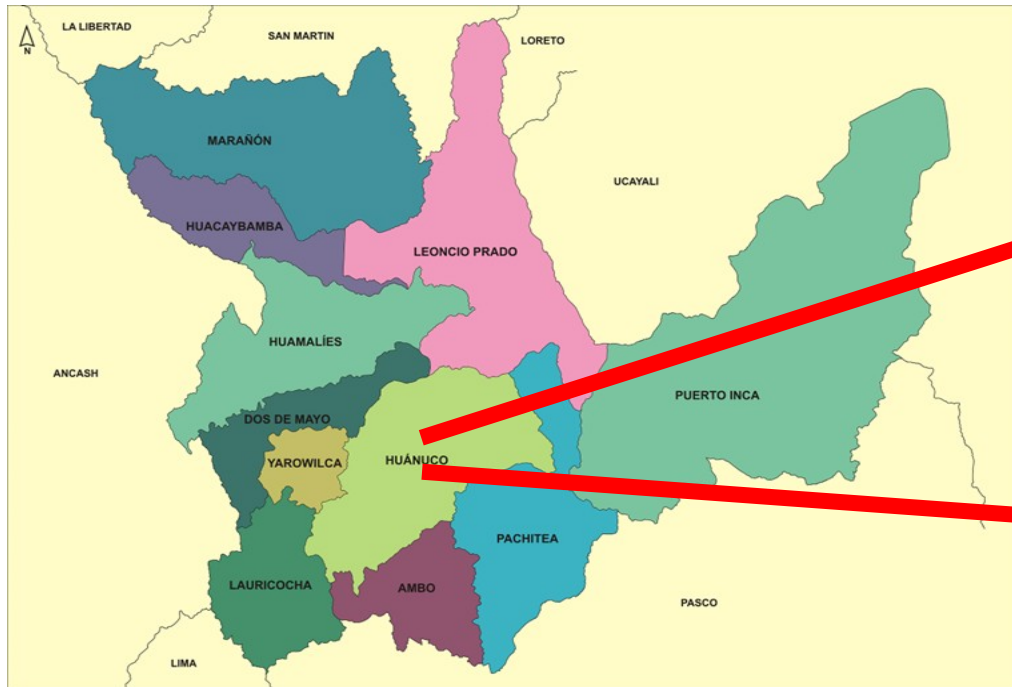 LA LIBERTAD
SAN MARTIN
LORETO
N
MARAÑÓN
UCAYALI
HUACAYBAMBA
LEONCIO PRADO
HUAMALÍES
ANCASH
PUERTO INCA
DOS DE MAYO
YAROWILCA
HUÁNUCO
PACHITEA
LAURICOCHA
AMBO
PASCO
LIMA